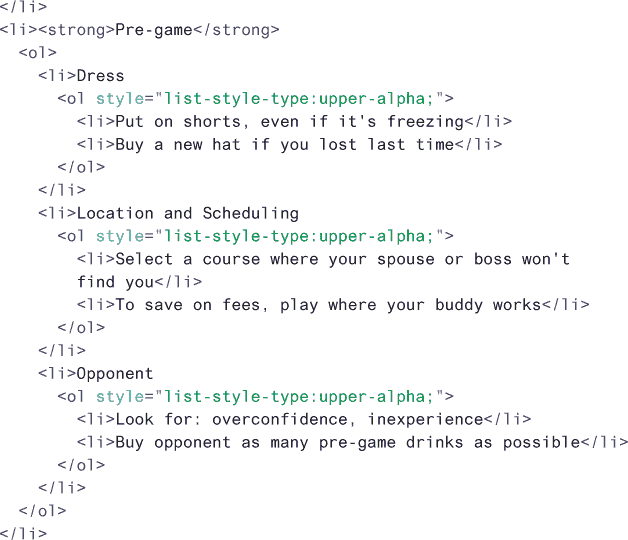 </li>
<li><strong>Pre-game</strong>
<ol>
<li>Dress
<ol style="list-style-type:upper-alpha;">
<li>Put on shorts, even if it's freezing</li>
<li>Buy a new hat if you lost last time</li>
</ol>
</li>
<li>Location and Scheduling
<ol style="list-style-type:upper-alpha;">
<li>Select a course where your spouse or boss won't
find you</li>
<li>To save on fees, play where your buddy works</li>
</ol>
</li>
<li>Opponent
<ol style="list-style-type:upper-alpha;">
<li>Look for: overconfidence, inexperience</li>
<li>Buy opponent as many pre-game drinks as possible</li>
</ol>
</li>
</ol>
</li>